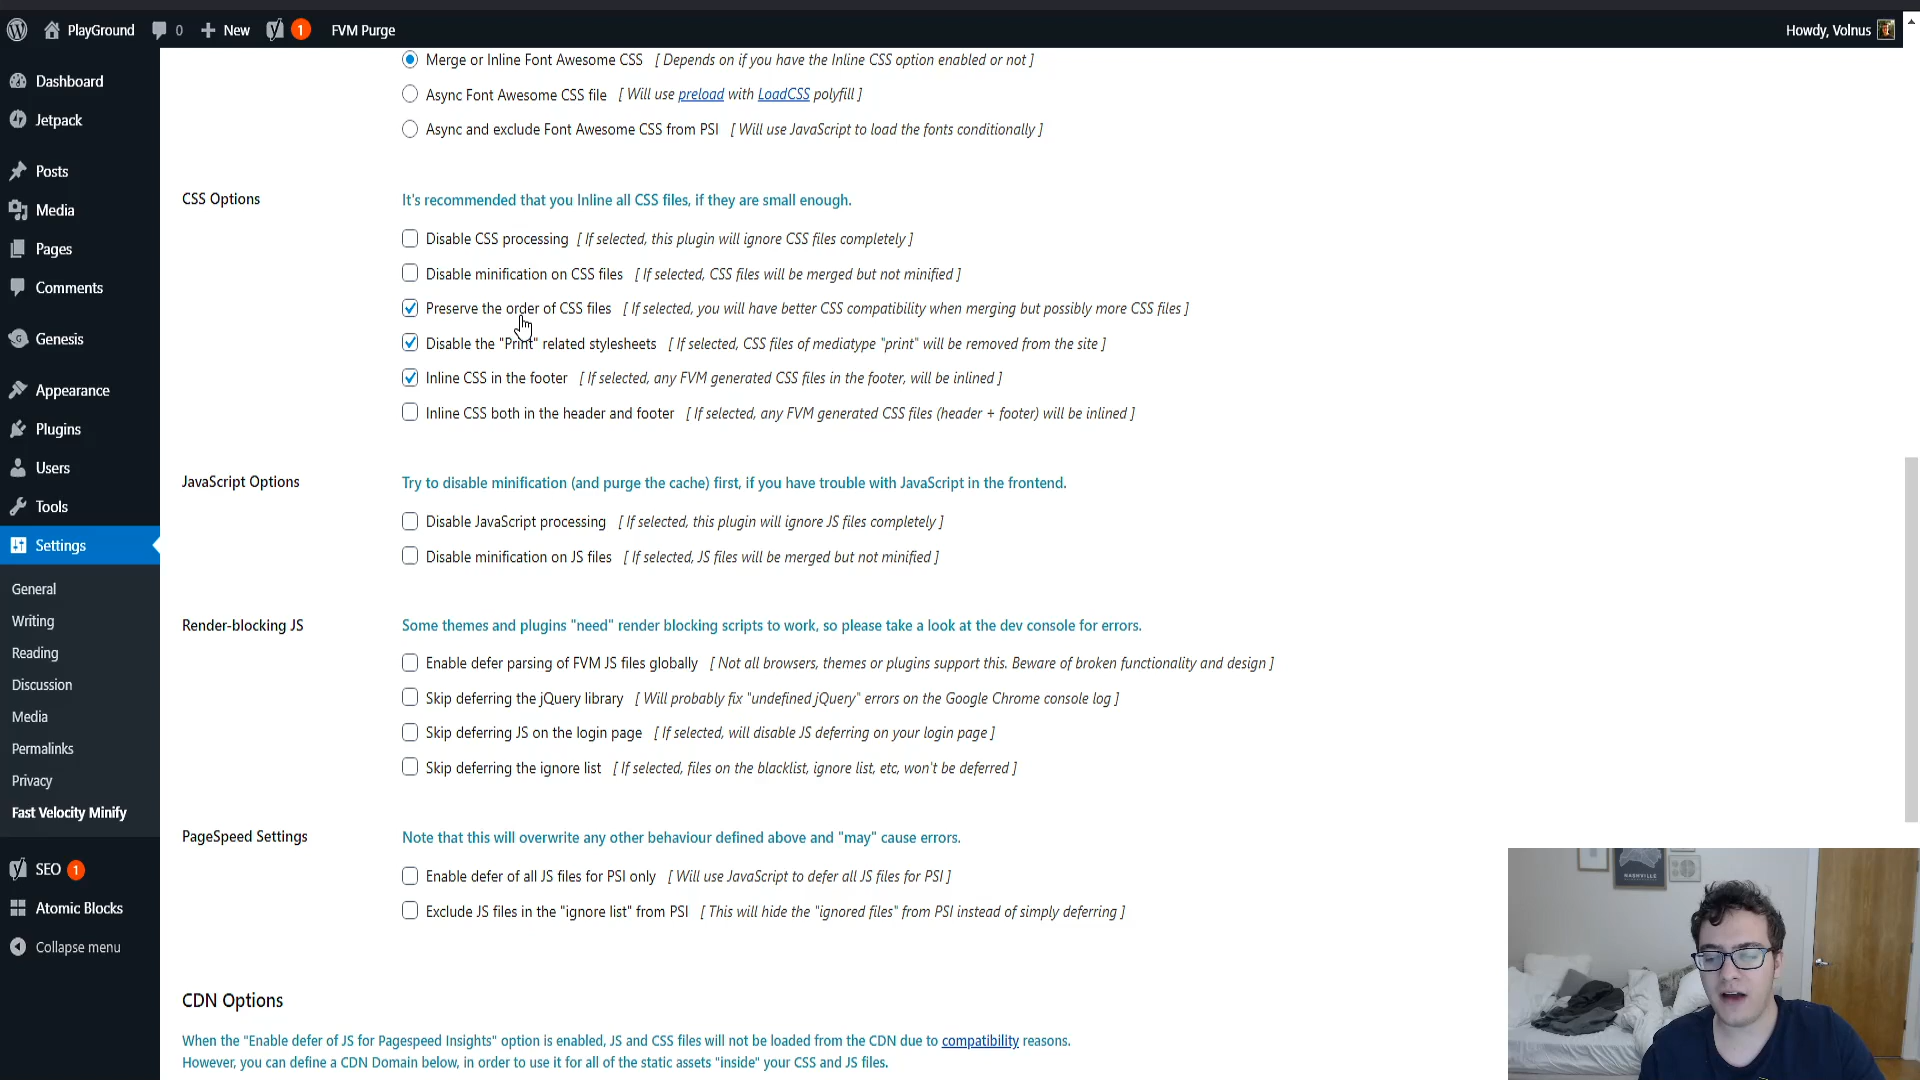 PlayGround 0 New 1 FVM Purge Howdy, Volnus
Dashboard
Jetpack
Posts
Media
Pages
Comments
Genesis
Appearance
Plugins
Users
Tools
Settings
General
Writing
Reading
Discussion
Media
Permalinks
Privacy
Fast Velocity Minify
SEO 1
Atomic Blocks
Collapse menu
Merge or Inline Font Awesome CSS [ Depends on if you have the Inline CSS option enabled or not ]
Async Font Awesome CSS file [ Will use preload with LoadCSS polyfill ]
Async and exclude Font Awesome CSS from PSI [ Will use JavaScript to load the fonts conditionally ]
CSS Options
It's recommended that you Inline all CSS files, if they are small enough.
Disable CSS processing [ If selected, this plugin will ignore CSS files completely ]
Disable minification on CSS files [ If selected, CSS files will be merged but not minified ]
Preserve the order of CSS files [ If selected, you will have better CSS compatibility when merging but possibly more CSS files ]
Disable the "Print" related stylesheets [ If selected, CSS files of mediatype "print" will be removed from the site ]
Inline CSS in the footer [ If selected, any FVM generated CSS files in the footer, will be inlined ]
Inline CSS both in the header and footer [ If selected, any FVM generated CSS files (header + footer) will be inlined ]
JavaScript Options
Try to disable minification (and purge the cache) first, if you have trouble with JavaScript in the frontend.
Disable JavaScript processing [ If selected, this plugin will ignore JS files completely ]
Disable minification on JS files [ If selected, JS files will be merged but not minified ]
Render-blocking JS
Some themes and plugins "need" render blocking scripts to work, so please take a look at the dev console for errors.
Enable defer parsing of FVM JS files globally [ Not all browsers, themes or plugins support this. Beware of broken functionality and design ]
Skip deferring the jQuery library [ Will probably fix "undefined jQuery" errors on the Google Chrome console log ]
Skip deferring JS on the login page [ If selected, will disable JS deferring on your login page ]
Skip deferring the ignore list [ If selected, files on the blacklist, ignore list, etc, won't be deferred ]
PageSpeed Settings
Note that this will overwrite any other behaviour defined above and "may" cause errors.
Enable defer of all JS files for PSI only [ Will use JavaScript to defer all JS files for PSI ]
Exclude JS files in the "ignore list" from PSI [ This will hide the "ignored files" from PSI instead of simply deferring ]
CDN Options
When the "Enable defer of JS for Pagespeed Insights" option is enabled, JS and CSS files will not be loaded from the CDN due to compatibility reasons.
However, you can define a CDN Domain below, in order to use it for all of the static assets "inside" your CSS and JS files.
NASHVILLE